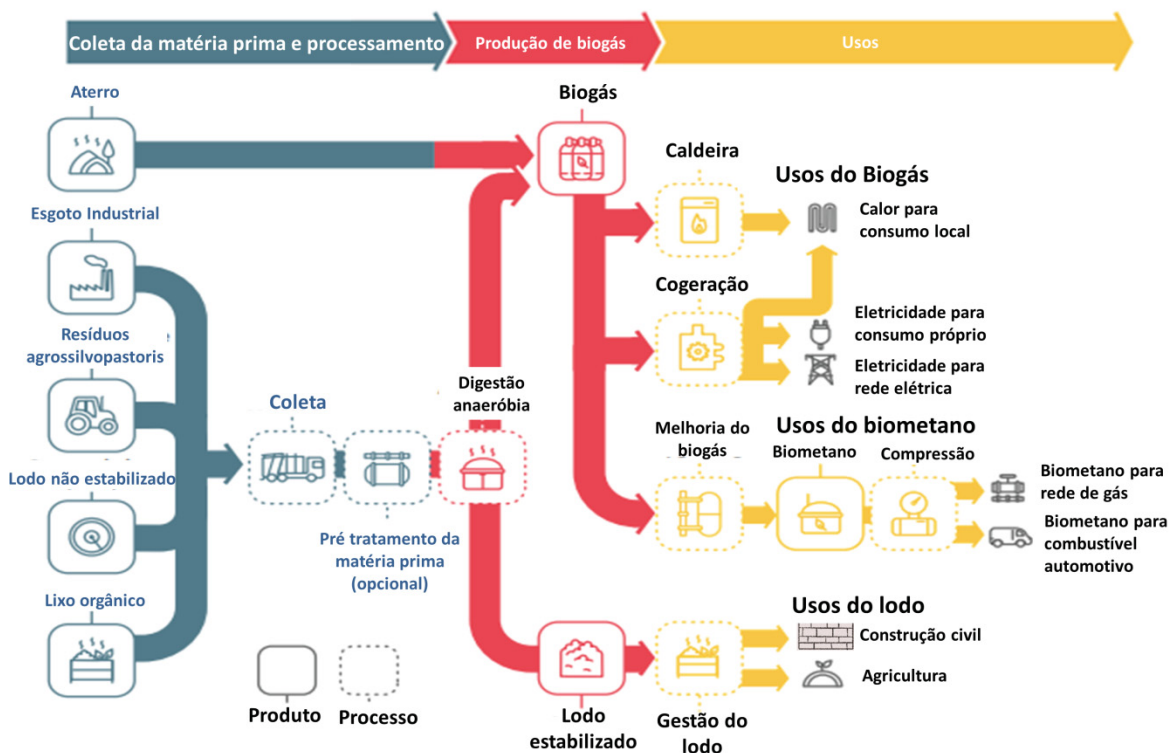 Coleta da matéria prima e processamento
Produção de biogás
Usos
Aterro
Biogás
Caldeira
Usos do Biogás
Calor para
consumo local
Esgoto Industrial
Cogeração
Eletricidade para
consumo próprio
Eletricidade para
rede elétrica
Resíduos
agrossilvopastoris
Coleta
Digestão
anaeróbia
Melhoria do
biogás
Usos do biometano
Biometano
Compressão
Biometano para
rede de gás
Biometano para
combustível
automotivo
Lodo não estabilizado
Pré tratamento da
matéria prima
(opcional)
Lixo orgânico
Usos do lodo
Construção civil
Agricultura
Produto
Processo
Lodo
estabilizado
Gestão do
lodo